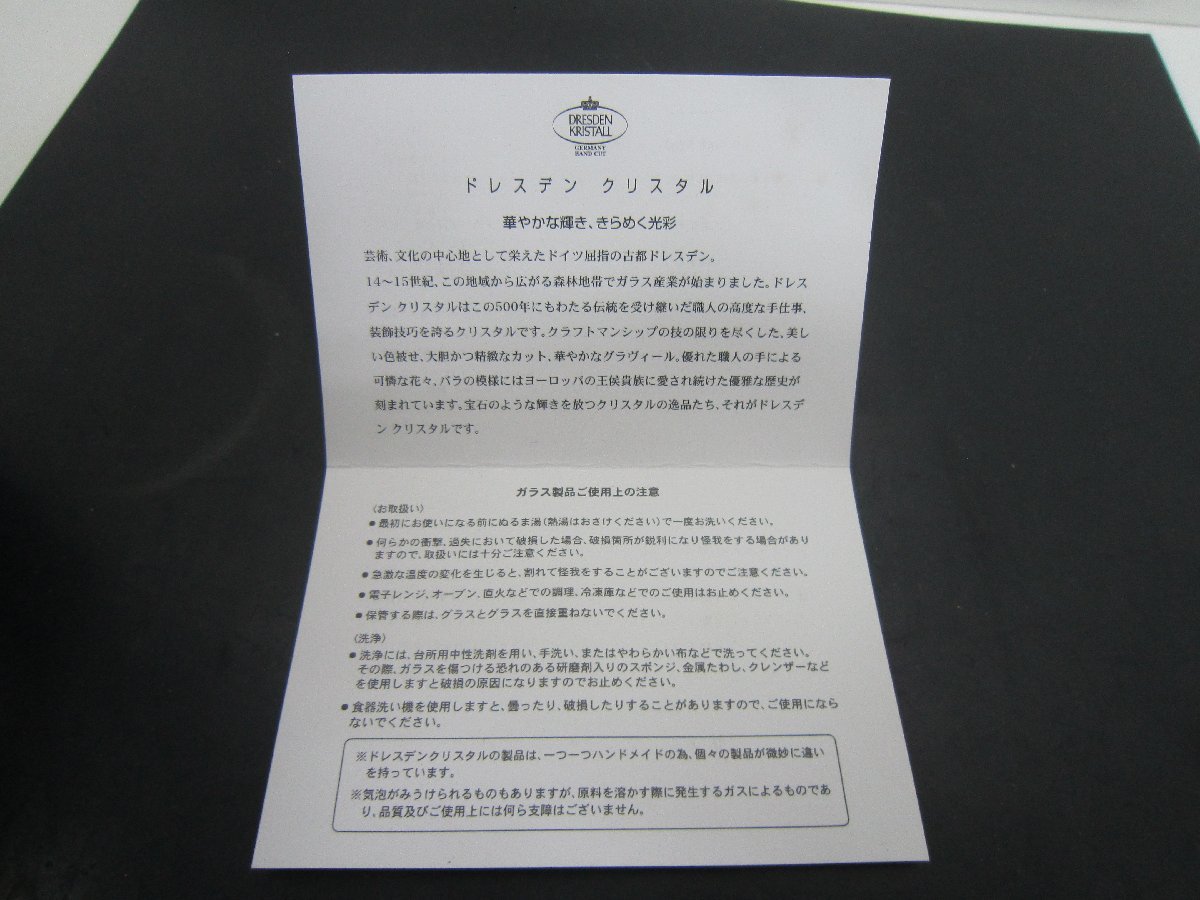 DRESDEN
KRISTALL
GERMANY
HAND CUT
ドレスデン クリスタル
華やかな輝き、きらめく光彩
芸術、文化の中心地として栄えたドイツ屈指の古都ドレスデン。
14〜15世紀、この地域から広がる森林地帯でガラス産業が始まりました。ドレス
デン クリスタルはこの500年にもわたる伝統を受け継いだ職人の高度な手仕事、
装飾技巧を誇るクリスタルです。クラフトマンシップの技の限りを尽くした、美し
い色被せ、大胆かつ精緻なカット、華やかなグラヴィール。優れた職人の手による
可憐な花々、バラの模様にはヨーロッパの王侯貴族に愛され続けた優雅な歴史が
刻まれています。宝石のような輝きを放つクリスタルの逸品たち、それがドレスデ
ン クリスタルです。
ガラス製品ご使用上の注意
〈お取扱い〉
●最初にお使いになる前にぬるま湯(熱湯はおさけください)で一度お洗いください。
●何らかの衝撃、過失において破損した場合、破損箇所が鋭利になり怪我をする場合があり
ますので、取扱いには十分ご注意ください。
●急激な温度の変化を生じると、割れて怪我をすることがございますのでご注意ください。
●電子レンジ、オーブン、直火などでの調理、冷凍庫などでのご使用はお止めください。
●保管する際は、グラスとグラスを直接重ねないでください。
〈洗浄〉
●洗浄には、台所用中性洗剤を用い、手洗い、またはやわらかい布などで洗ってください。
その際、ガラスを傷つける恐れのある研磨剤入りのスポンジ、金属たわし、クレンザーなど
を使用しますと破損の原因になりますのでお止めください。
●食器洗い機を使用しますと、曇ったり、破損したりすることがありますので、ご使用になら
ないでください。
※ドレスデンクリスタルの製品は、一つ一つハンドメイドの為、個々の製品が微妙に違い
を持っています。
※気泡がみうけられるものもありますが、原料を溶かす際に発生するガスによるものであ
り、品質及びご使用上には何ら支障はございません。